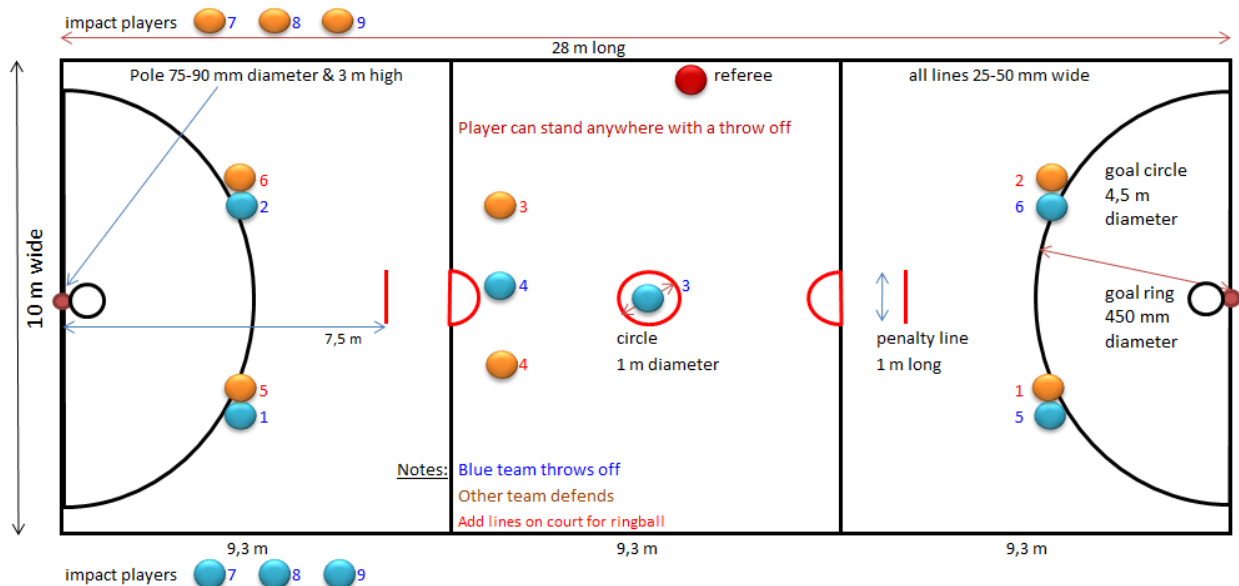 impact players 7 8 9
28 m long
Pole 75-90 mm diameter & 3 m high
referee
all lines 25-50 mm wide
Player can stand anywhere with a throw off
6
2
3
2
6
goal circle
4,5 m
diameter
10 m wide
4
3
goal ring
450 mm
diameter
7,5 m
circle
1 m diameter
penalty line
1 m long
4
5
1
1
5
Notes: Blue team throws off
Other team defends
Add lines on court for ringball
9,3 m
9,3 m
9,3 m
impact players 7 8 9